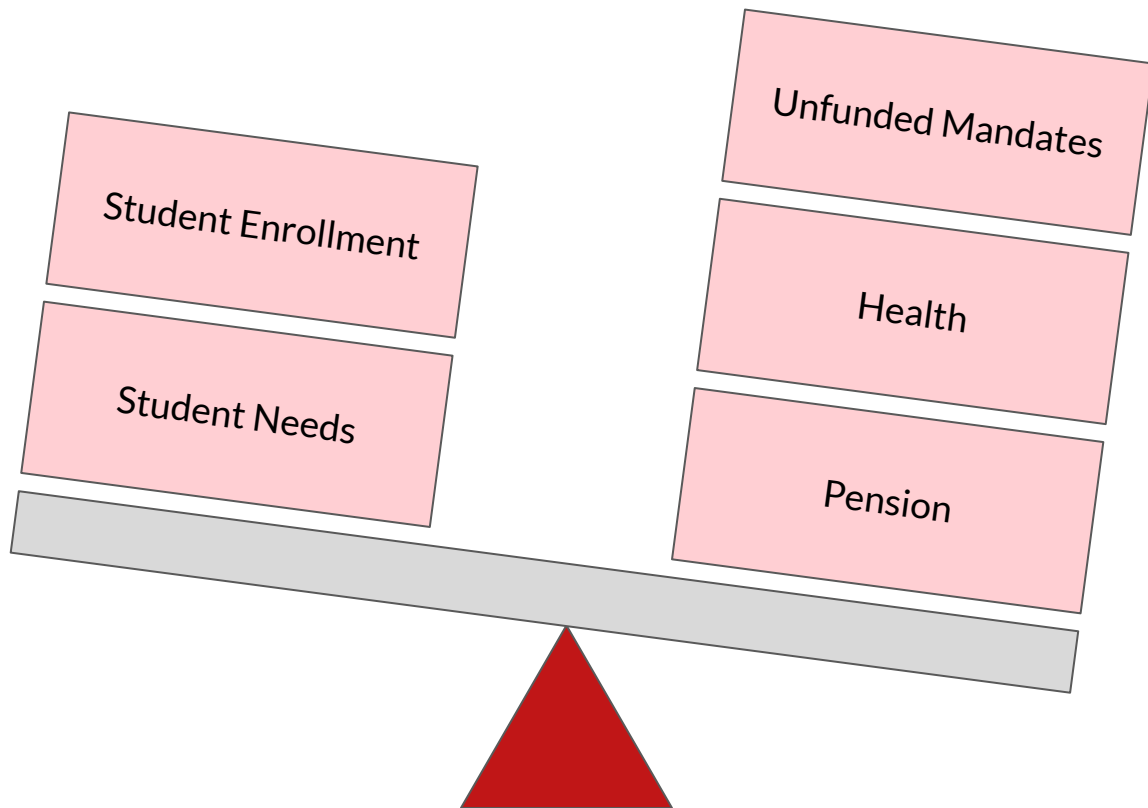 Student Enrollment
Student Needs
Unfunded Mandates
Health
Pension